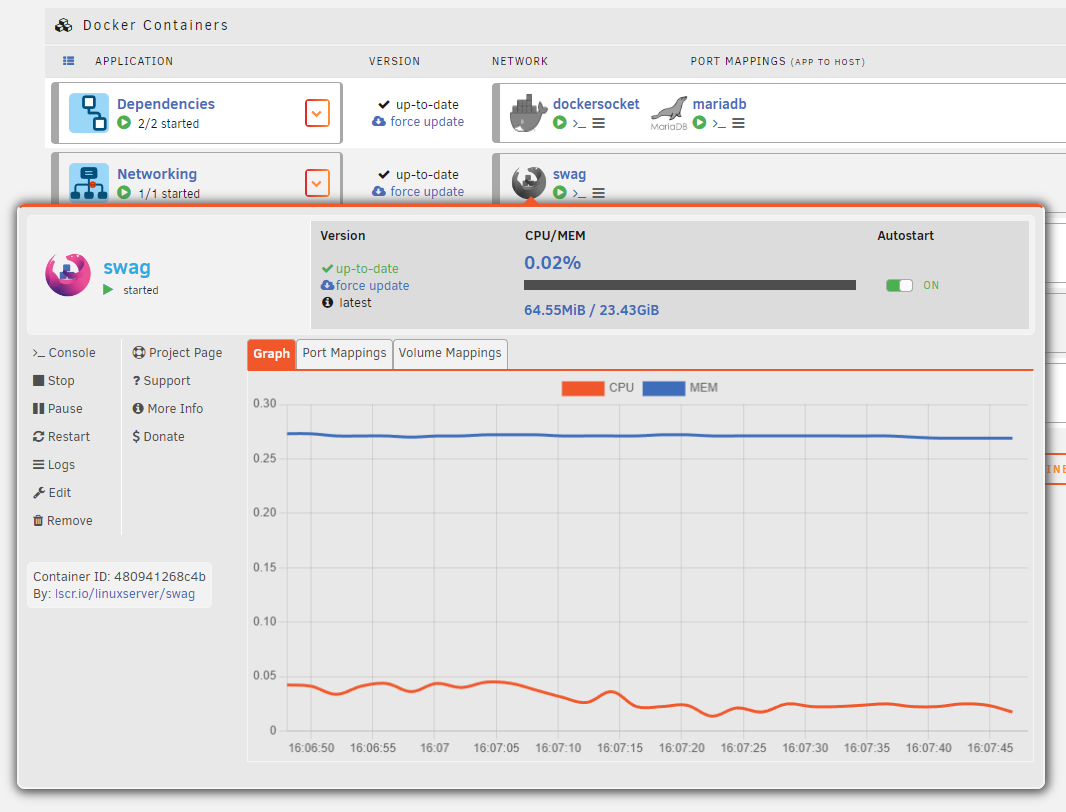 Docker Containers
APPLICATION VERSION NETWORK PORT MAPPINGS (APP TO HOST)
Dependencies
2/2 started
up-to-date
force update
dockersocket
mariadb
MariaDB
Networking
1/1 started
up-to-date
force update
swag
swag
started
Version
up-to-date
force update
latest
CPU/MEM
0.02%
64.55MiB / 23.43GiB
Autostart
ON
>_ Console
Stop
Pause
Restart
Logs
Edit
Remove
Project Page
? Support
More Info
$ Donate
Container ID: 480941268c4b
By: lscr.io/linuxserver/swag
Graph Port Mappings Volume Mappings
CPU MEM
0.30
0.25
0.20
0.15
0.10
0.05
0
16:06:50 16:06:55 16:07 16:07:05 16:07:10 16:07:15 16:07:20 16:07:25 16:07:30 16:07:35 16:07:40 16:07:45